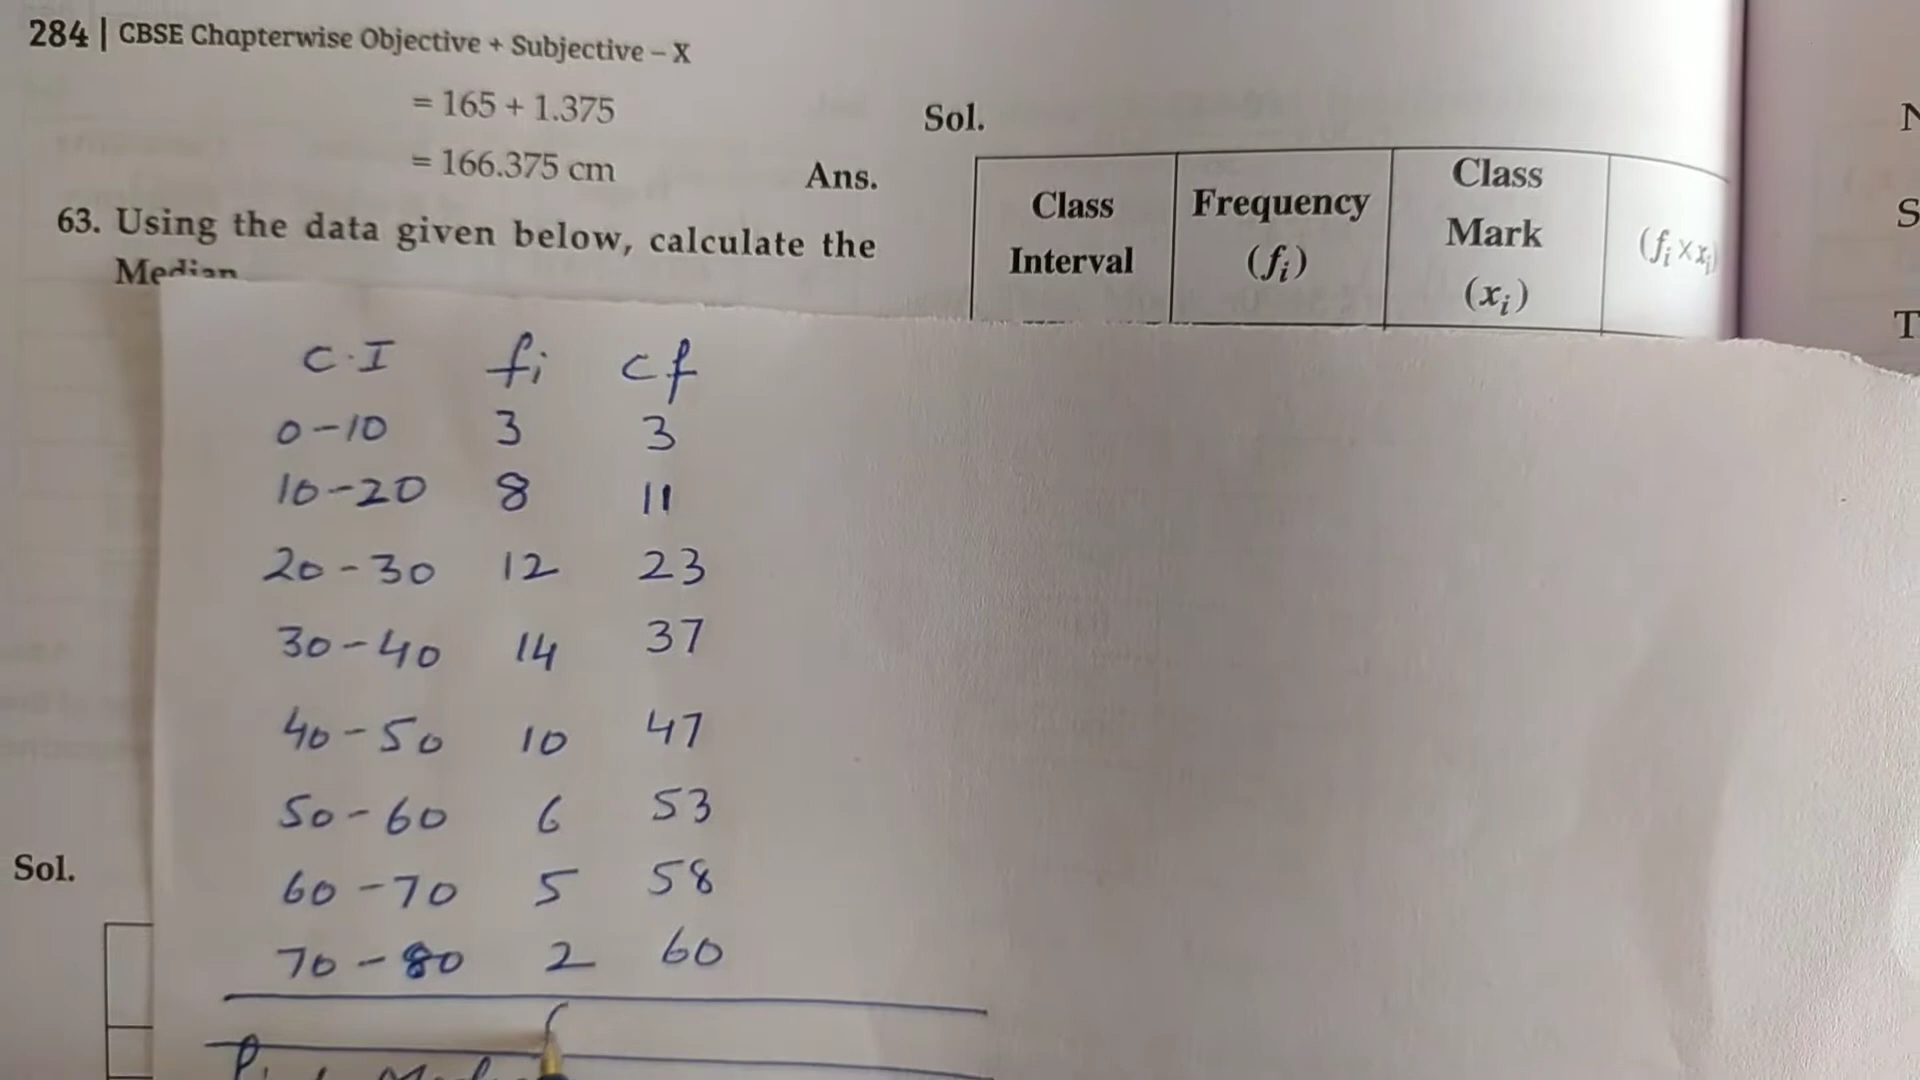 284 | CBSE Chapterwise Objective + Subjective – X
= 165 + 1.375
= 166.375 cm Ans.
63. Using the data given below, calculate the
Median
C.I fi cf
0-10 3 3
10-20 8 11
20-30 12 23
30-40 14 37
40-50 10 47
50-60 6 53
60-70 5 58
70-80 2 60
Sol.
Sol.
Class Interval
Frequency (fi)
Class Mark (xi)
(fi × xi)
N
S
T